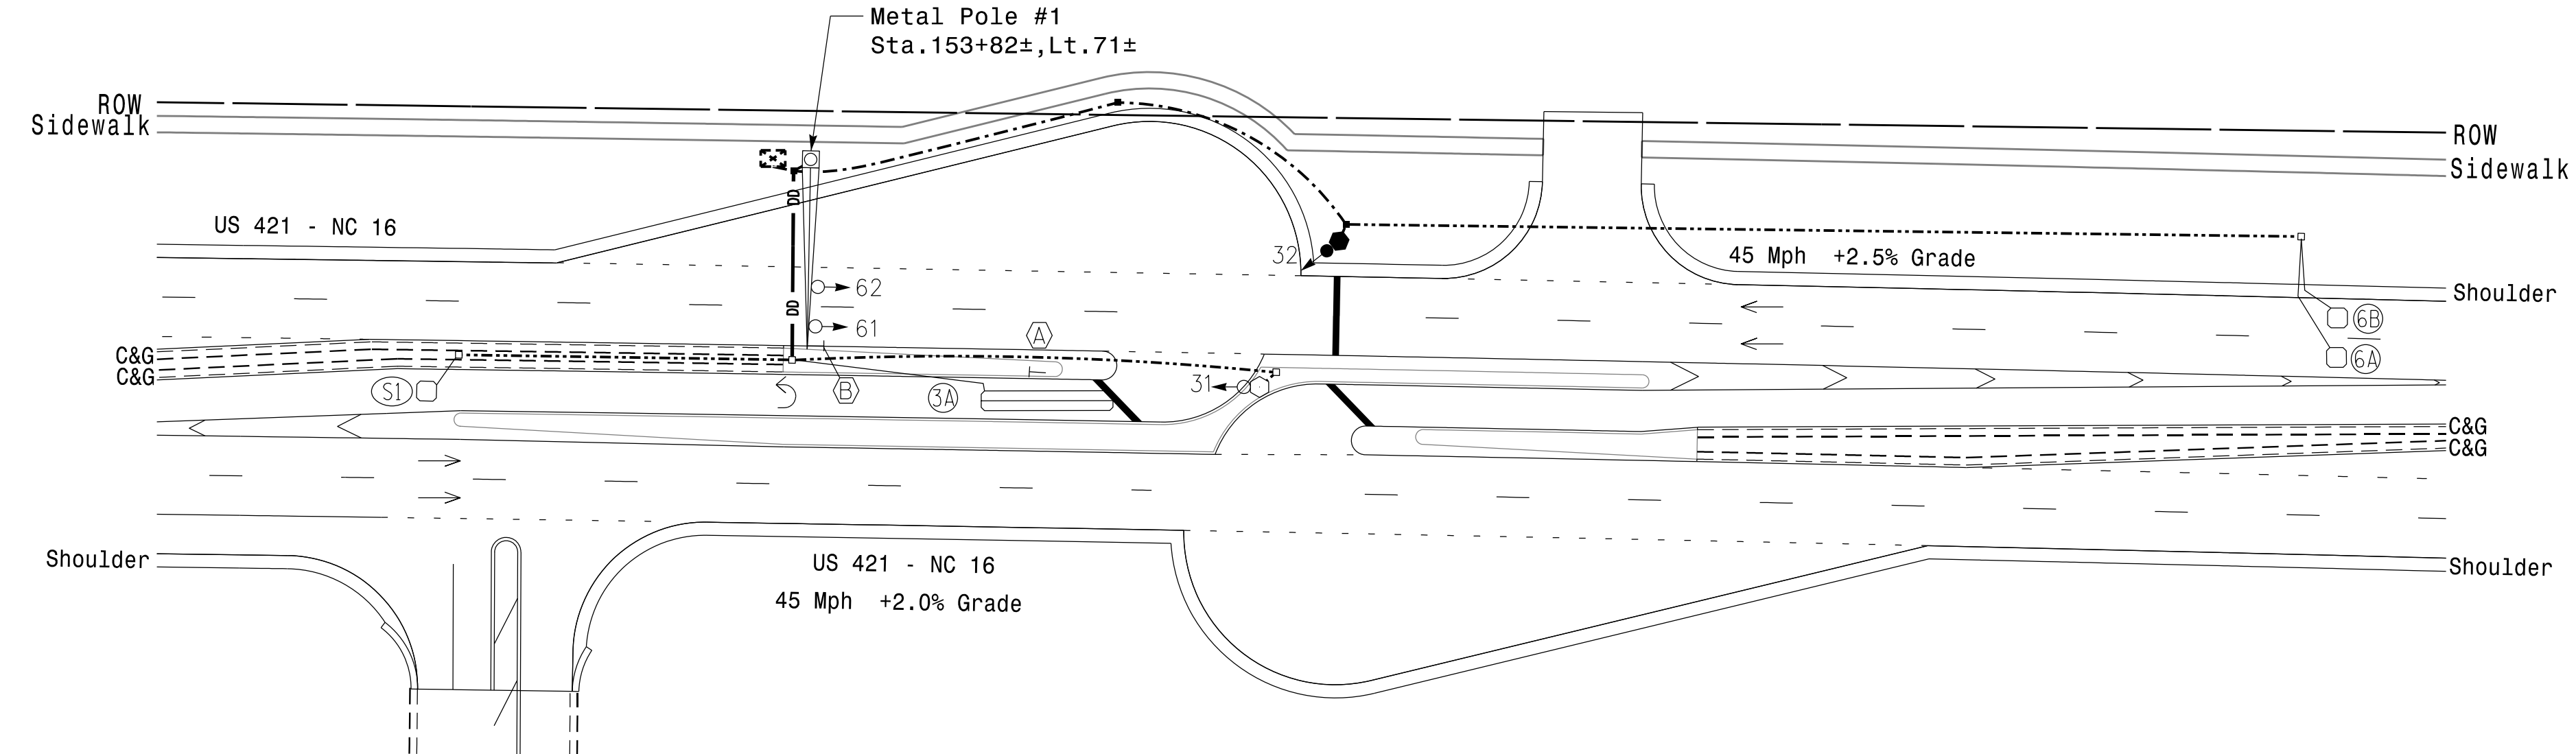 Metal Pole #1
Sta.153+82±,Lt.71±
ROW
Sidewalk
ROW
Sidewalk
US 421 - NC 16
DD
32
45 Mph +2.5% Grade
62
DD
61
Shoulder
6B
6A
A
C&G
C&G
S1
B
3A
31
C&G
C&G
Shoulder
US 421 - NC 16
45 Mph +2.0% Grade
Shoulder